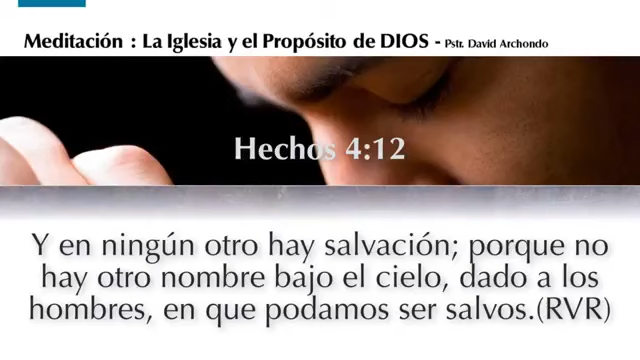 Meditación : La Iglesia y el Propósito de DIOS - Pstr. David Archondo
Hechos 4:12
Y en ningún otro hay salvación; porque no
hay otro nombre bajo el cielo, dado a los
hombres, en que podamos ser salvos.(RVR)